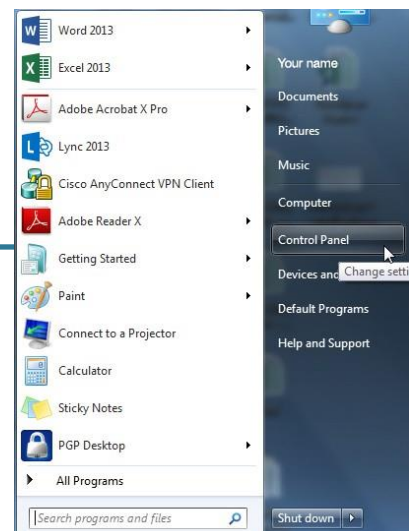 Word 2013
Excel 2013
Adobe Acrobat X Pro
Lync 2013
Cisco AnyConnect VPN Client
Adobe Reader X
Getting Started
Paint
Connect to a Projector
Calculator
Sticky Notes
PGP Desktop
All Programs
Search programs and files
Your name
Documents
Pictures
Music
Computer
Control Panel
Devices and
Change setti
Default Programs
Help and Support
Shut down